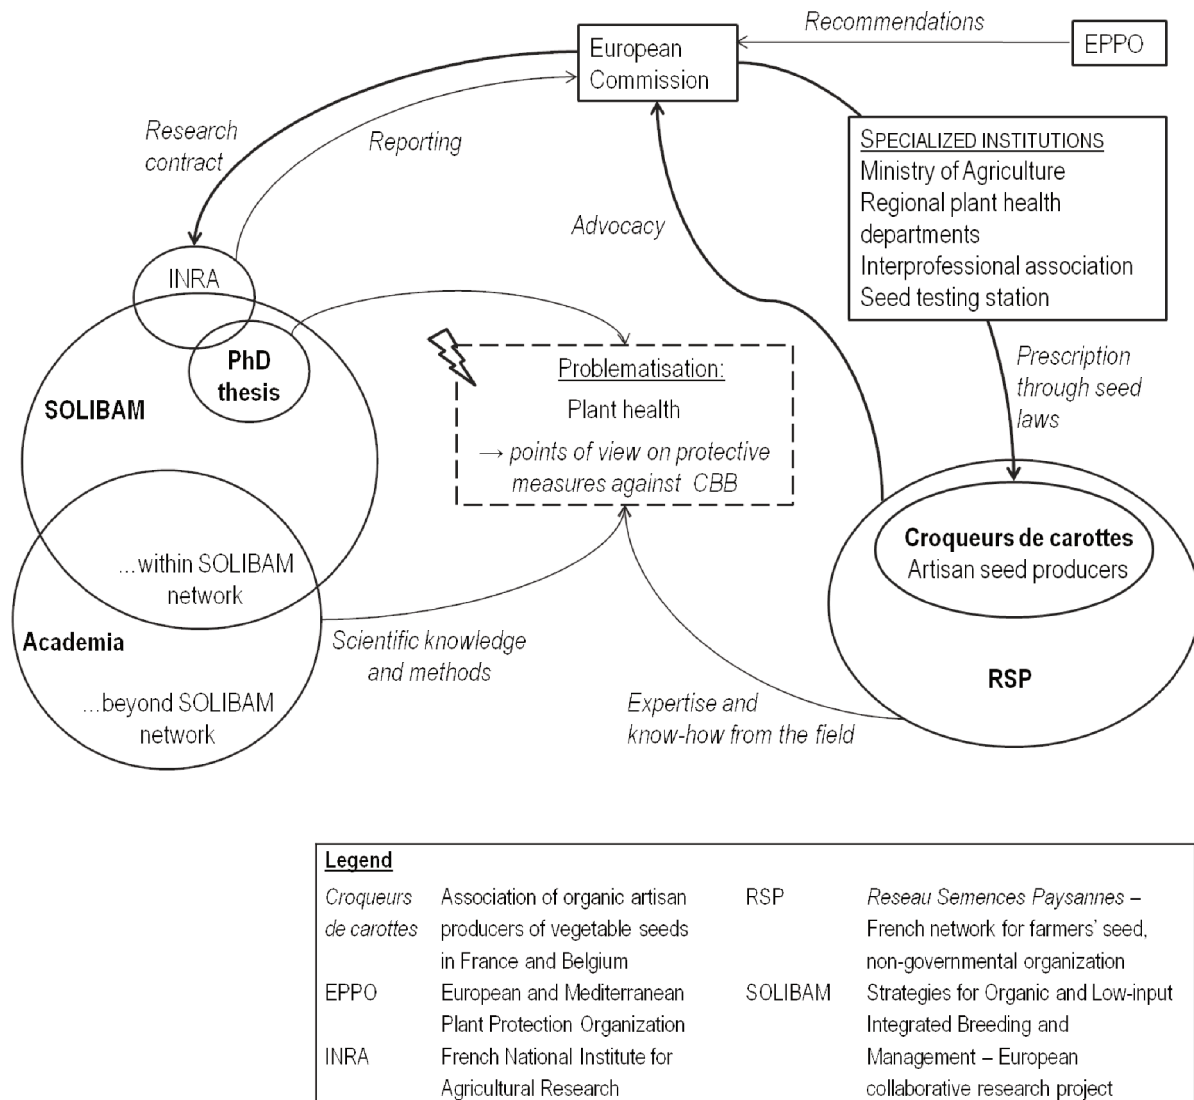 Recommendations
European
Commission
EPPO
Research
contract
Reporting
SPECIALIZED INSTITUTIONS
Ministry of Agriculture
Regional plant health
departments
Interprofessional association
Seed testing station
Advocacy
INRA
PhD
thesis
SOLIBAM
Problematisation:
Plant health
→ points of view on protective
measures against CBB
Prescription
through seed
laws
Croqueurs de carottes
Artisan seed producers
RSP
...within SOLIBAM
network
Academia
...beyond SOLIBAM
network
Scientific knowledge
and methods
Expertise and
know-how from the field
Legend
Croqueurs
de carottes
Association of organic artisan
producers of vegetable seeds
in France and Belgium
EPPO
European and Mediterranean
Plant Protection Organization
INRA
French National Institute for
Agricultural Research
RSP
Reseau Semences Paysannes –
French network for farmers' seed,
non-governmental organization
SOLIBAM
Strategies for Organic and Low-input
Integrated Breeding and
Management – European
collaborative research project